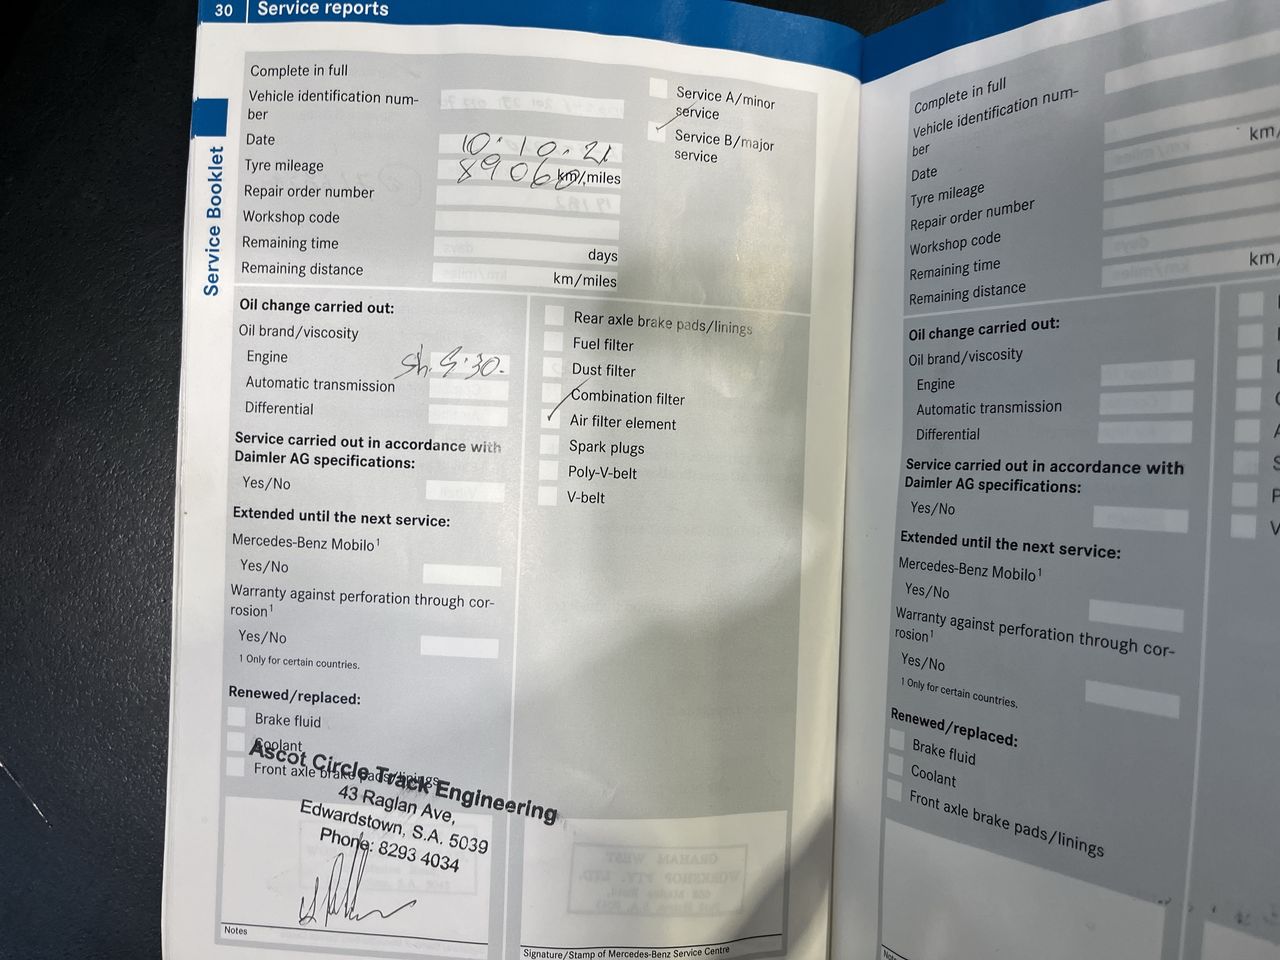 30 Service reports
Service Booklet
Complete in full
Vehicle identification num-
ber
Date 10.10.21
Tyre mileage 89060 km/miles
Repair order number
Workshop code
Remaining time days
Remaining distance km/miles
Service A/minor
service
Service B/major
service
Oil change carried out:
Oil brand/viscosity
Engine Sh. 5.30.
Automatic transmission
Differential
Service carried out in accordance with
Daimler AG specifications:
Yes/No
Extended until the next service:
Mercedes-Benz Mobilo¹
Yes/No
Warranty against perforation through cor-
rosion¹
Yes/No
1 Only for certain countries.
Renewed/replaced:
Brake fluid
Coolant
Front axle brake pads/linings
Rear axle brake pads/linings
Fuel filter
Dust filter
Combination filter
Air filter element
Spark plugs
Poly-V-belt
V-belt
Ascot Circle Track Engineering
43 Raglan Ave,
Edwardstown, S.A. 5039
Phone: 8293 4034
Notes
Signature/Stamp of Mercedes-Benz Service Centre
Complete in full
Vehicle identification num-
ber
Date
Tyre mileage km/
Repair order number
Workshop code
Remaining time
Remaining distance km/
Oil change carried out:
Oil brand/viscosity
Engine
Automatic transmission
Differential
Service carried out in accordance with
Daimler AG specifications:
Yes/No
Extended until the next service:
Mercedes-Benz Mobilo¹
Yes/No
Warranty against perforation through cor-
rosion¹
Yes/No
1 Only for certain countries.
Renewed/replaced:
Brake fluid
Coolant
Front axle brake pads/linings